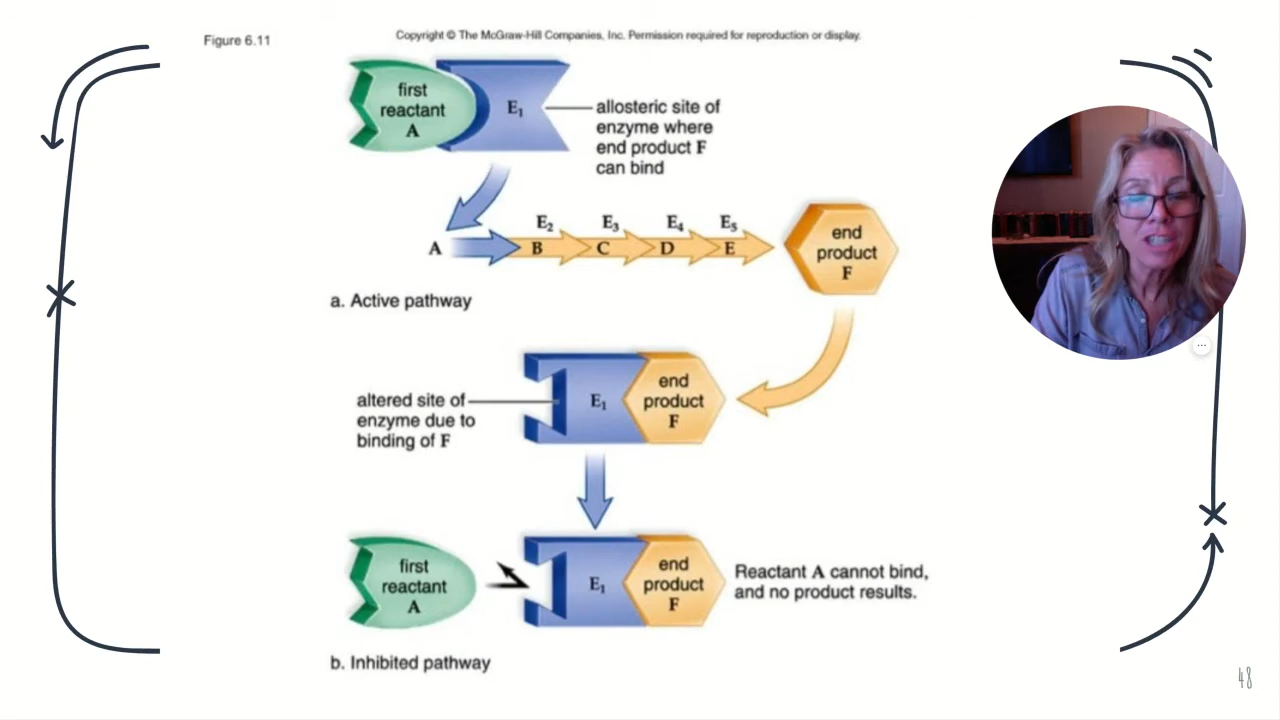 Figure 6.11
Copyright © The McGraw-Hill Companies, Inc. Permission required for reproduction or display.
first
reactant
A
E₁
allosteric site of
enzyme where
end product F
can bind
E₂ E₃ E₄ E₅
A B C D E
end
product
F
a. Active pathway
altered site of
enzyme due to
binding of F
E₁
end
product
F
first
reactant
A
E₁
end
product
F
Reactant A cannot bind,
and no product results.
b. Inhibited pathway
48